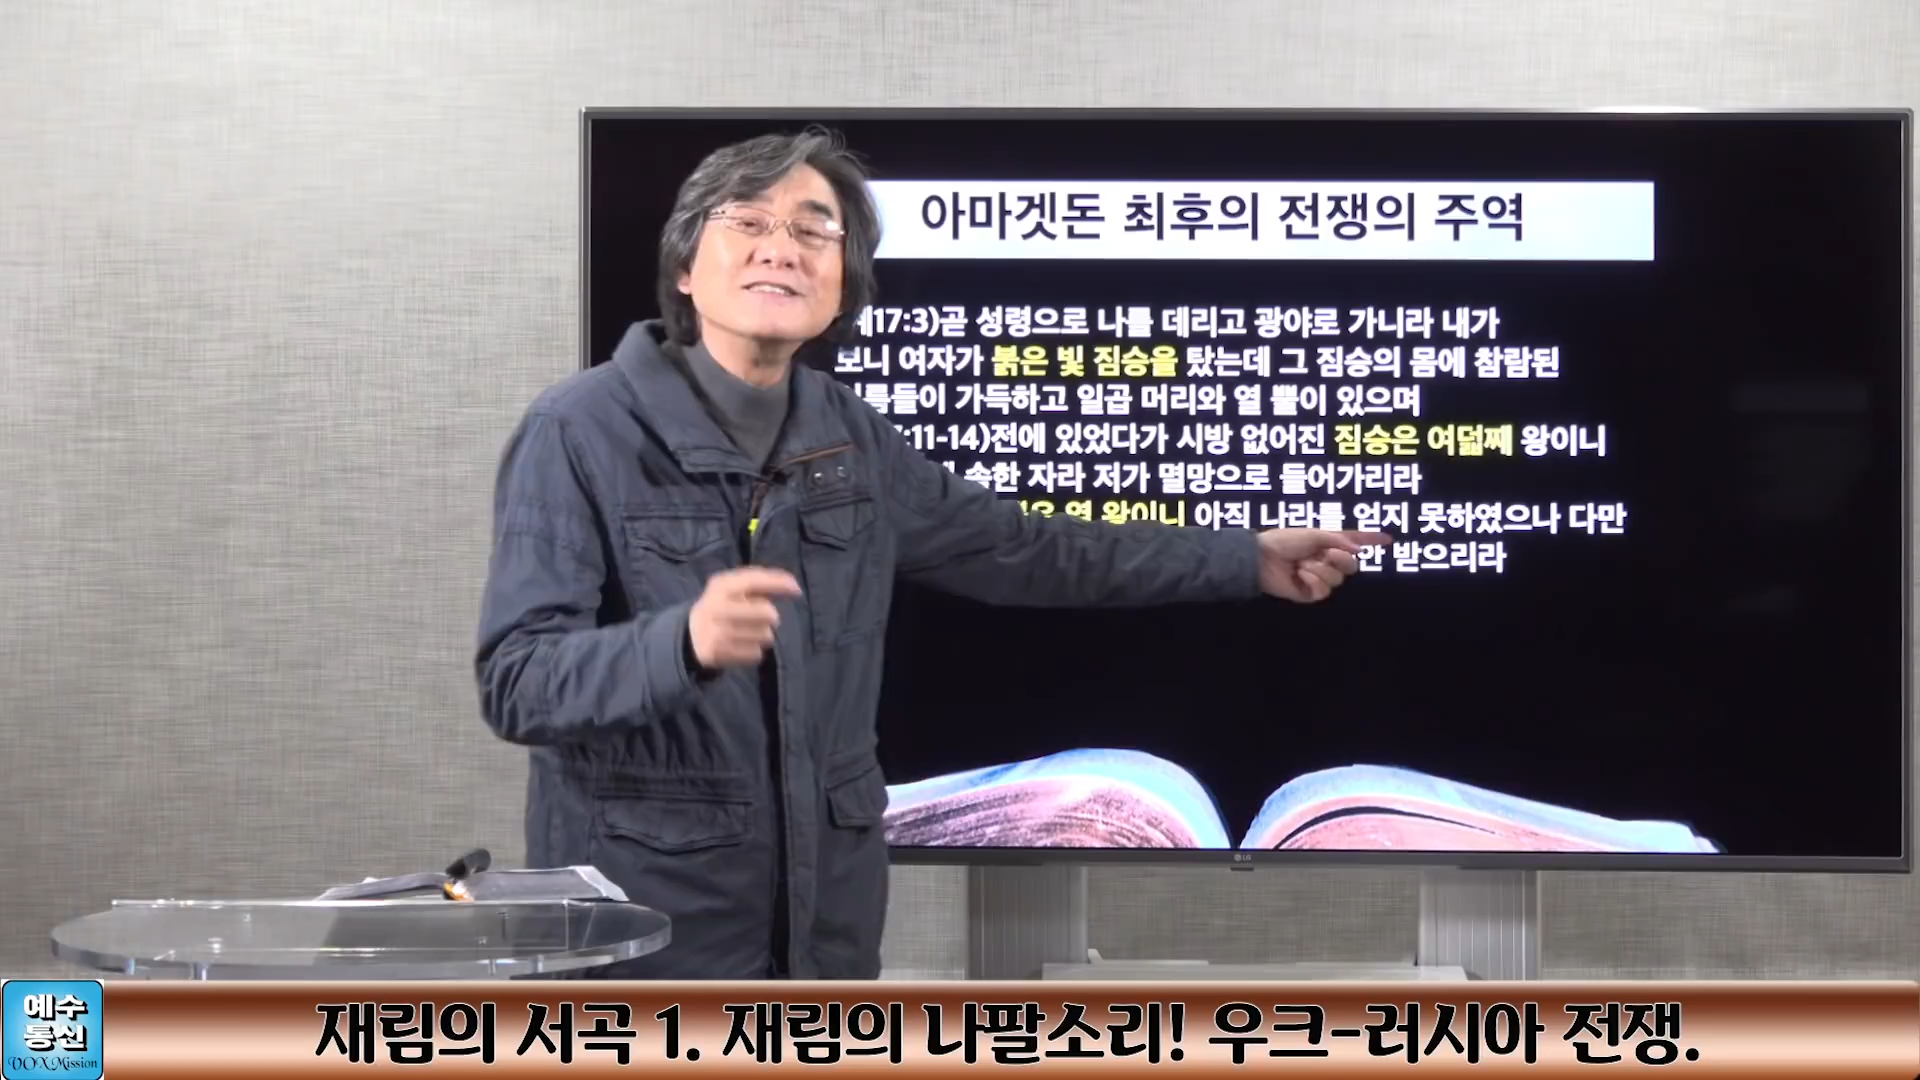 아마겟돈 최후의 전쟁의 주역
17:3)곧 성령으로 나를 데리고 광야로 가니라 내가
보니 여자가 붉은 빛 짐승을 탔는데 그 짐승의 몸에 참람된
가득하고 일곱 머리와 열 뿔이 있으며
:11-14)전에 있었다가 시방 없어진 짐승은 여덟째 왕이니
속한 자라 저가 멸망으로 들어가리라
열 왕이니 아직 나라를 얻지 못하였으나 다만
받으리라
LG
예수
통신
VOX Mission
재림의 서곡 1. 재림의 나팔소리! 우크-러시아 전쟁.